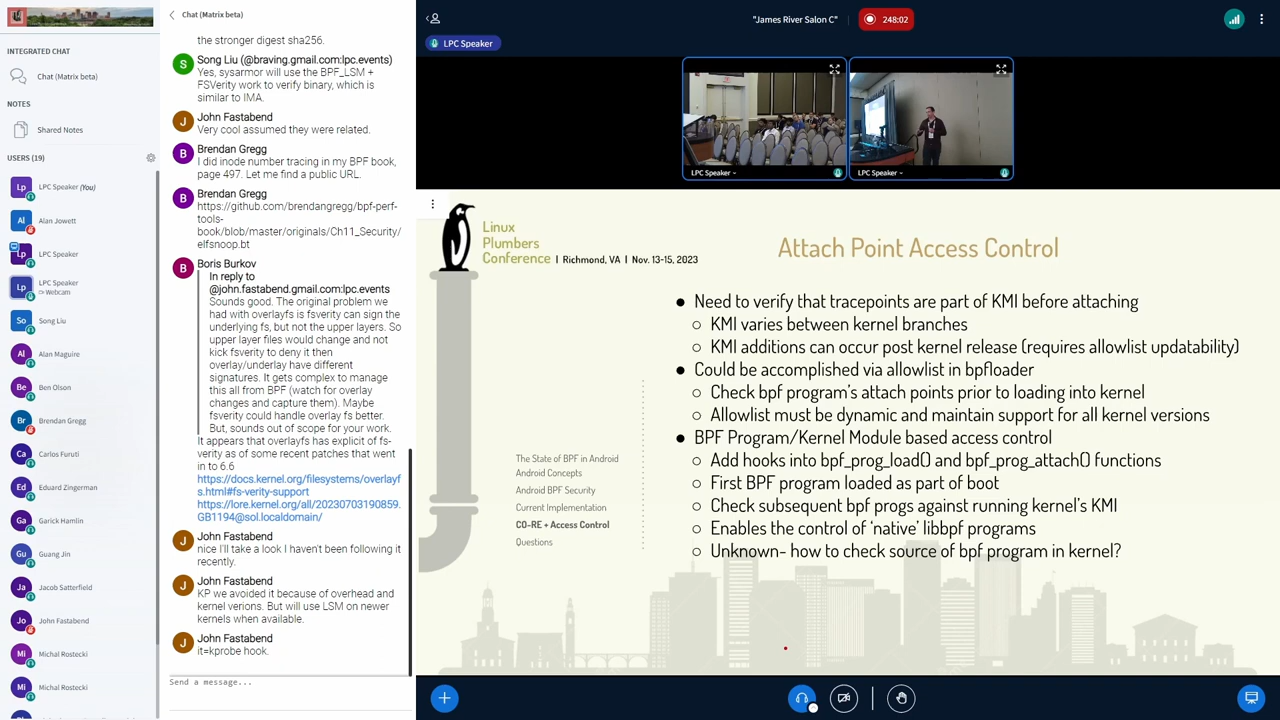 INTEGRATED CHAT
Chat (Matrix beta)
NOTES
Shared Notes
USERS (19)
Lp
LPC Speaker (You)
Al
Alan Jowett
Lp
LPC Speaker
Lp
LPC Speaker
Webcam
So
Song Liu
Al
Alan Maguire
Be
Ben Olson
Br
Brendan Gregg
Ca
Carlos Furuti
Ed
Eduard Zingerman
Ga
Garick Hamlin
Gu
Guang Jin
Ja
Jacob Satterfield
Jo
John Fastabend
Mi
Michal Rostecki
Mi
Michal Rostecki
Chat (Matrix beta)
the stronger digest sha256.
S
Song Liu (@braving.gmail.com:lpc.events)
Yes, sysarmor will use the BPF_LSM +
FSVerity work to verify binary, which is
similar to IMA.
J
John Fastabend
Very cool assumed they were related.
B
Brendan Gregg
I did inode number tracing in my BPF book,
page 497. Let me find a public URL.
B
Brendan Gregg
https://github.com/brendangregg/bpf-perf-
tools-
book/blob/master/originals/Ch11_Security/
elfsnoop.bt
B
Boris Burkov
In reply to
@john.fastabend.gmail.com:lpc.events
Sounds good. The original problem we
had with overlayfs is fsverity can sign the
underlying fs, but not the upper layers. So
upper layer files would change and not
kick fsverity to deny it then
overlay/underlay have different
signatures. It gets complex to manage
this all from BPF (watch for overlay
changes and capture them). Maybe
fsverity could handle overlay fs better.
But, sounds out of scope for your work.
It appears that overlayfs has explicit of fs-
verity as of some recent patches that went
in to 6.6
https://docs.kernel.org/filesystems/overlayf
s.html#fs-verity-support
https://lore.kernel.org/all/20230703190859.
GB1194@sol.localdomain/
J
John Fastabend
nice I'll take a look I haven't been following it
recently.
J
John Fastabend
KP we avoided it because of overhead and
kernel verions. But will use LSM on newer
kernels when available.
J
John Fastabend
it=kprobe hook.
Send a message...
"James River Salon C"
248:02
LPC Speaker
LPC Speaker
LPC Speaker
Linux
Plumbers
Conference | Richmond, VA | Nov. 13-15, 2023
Attach Point Access Control
● Need to verify that tracepoints are part of KMI before attaching
○ KMI varies between kernel branches
○ KMI additions can occur post kernel release (requires allowlist updatability)
● Could be accomplished via allowlist in bpfloader
○ Check bpf program's attach points prior to loading into kernel
○ Allowlist must be dynamic and maintain support for all kernel versions
● BPF Program/Kernel Module based access control
○ Add hooks into bpf_prog_load() and bpf_prog_attach() functions
○ First BPF program loaded as part of boot
○ Check subsequent bpf progs against running kernel's KMI
○ Enables the control of 'native' libbpf programs
○ Unknown- how to check source of bpf program in kernel?
The State of BPF in Android
Android Concepts
Android BPF Security
Current Implementation
CO-RE + Access Control
Questions